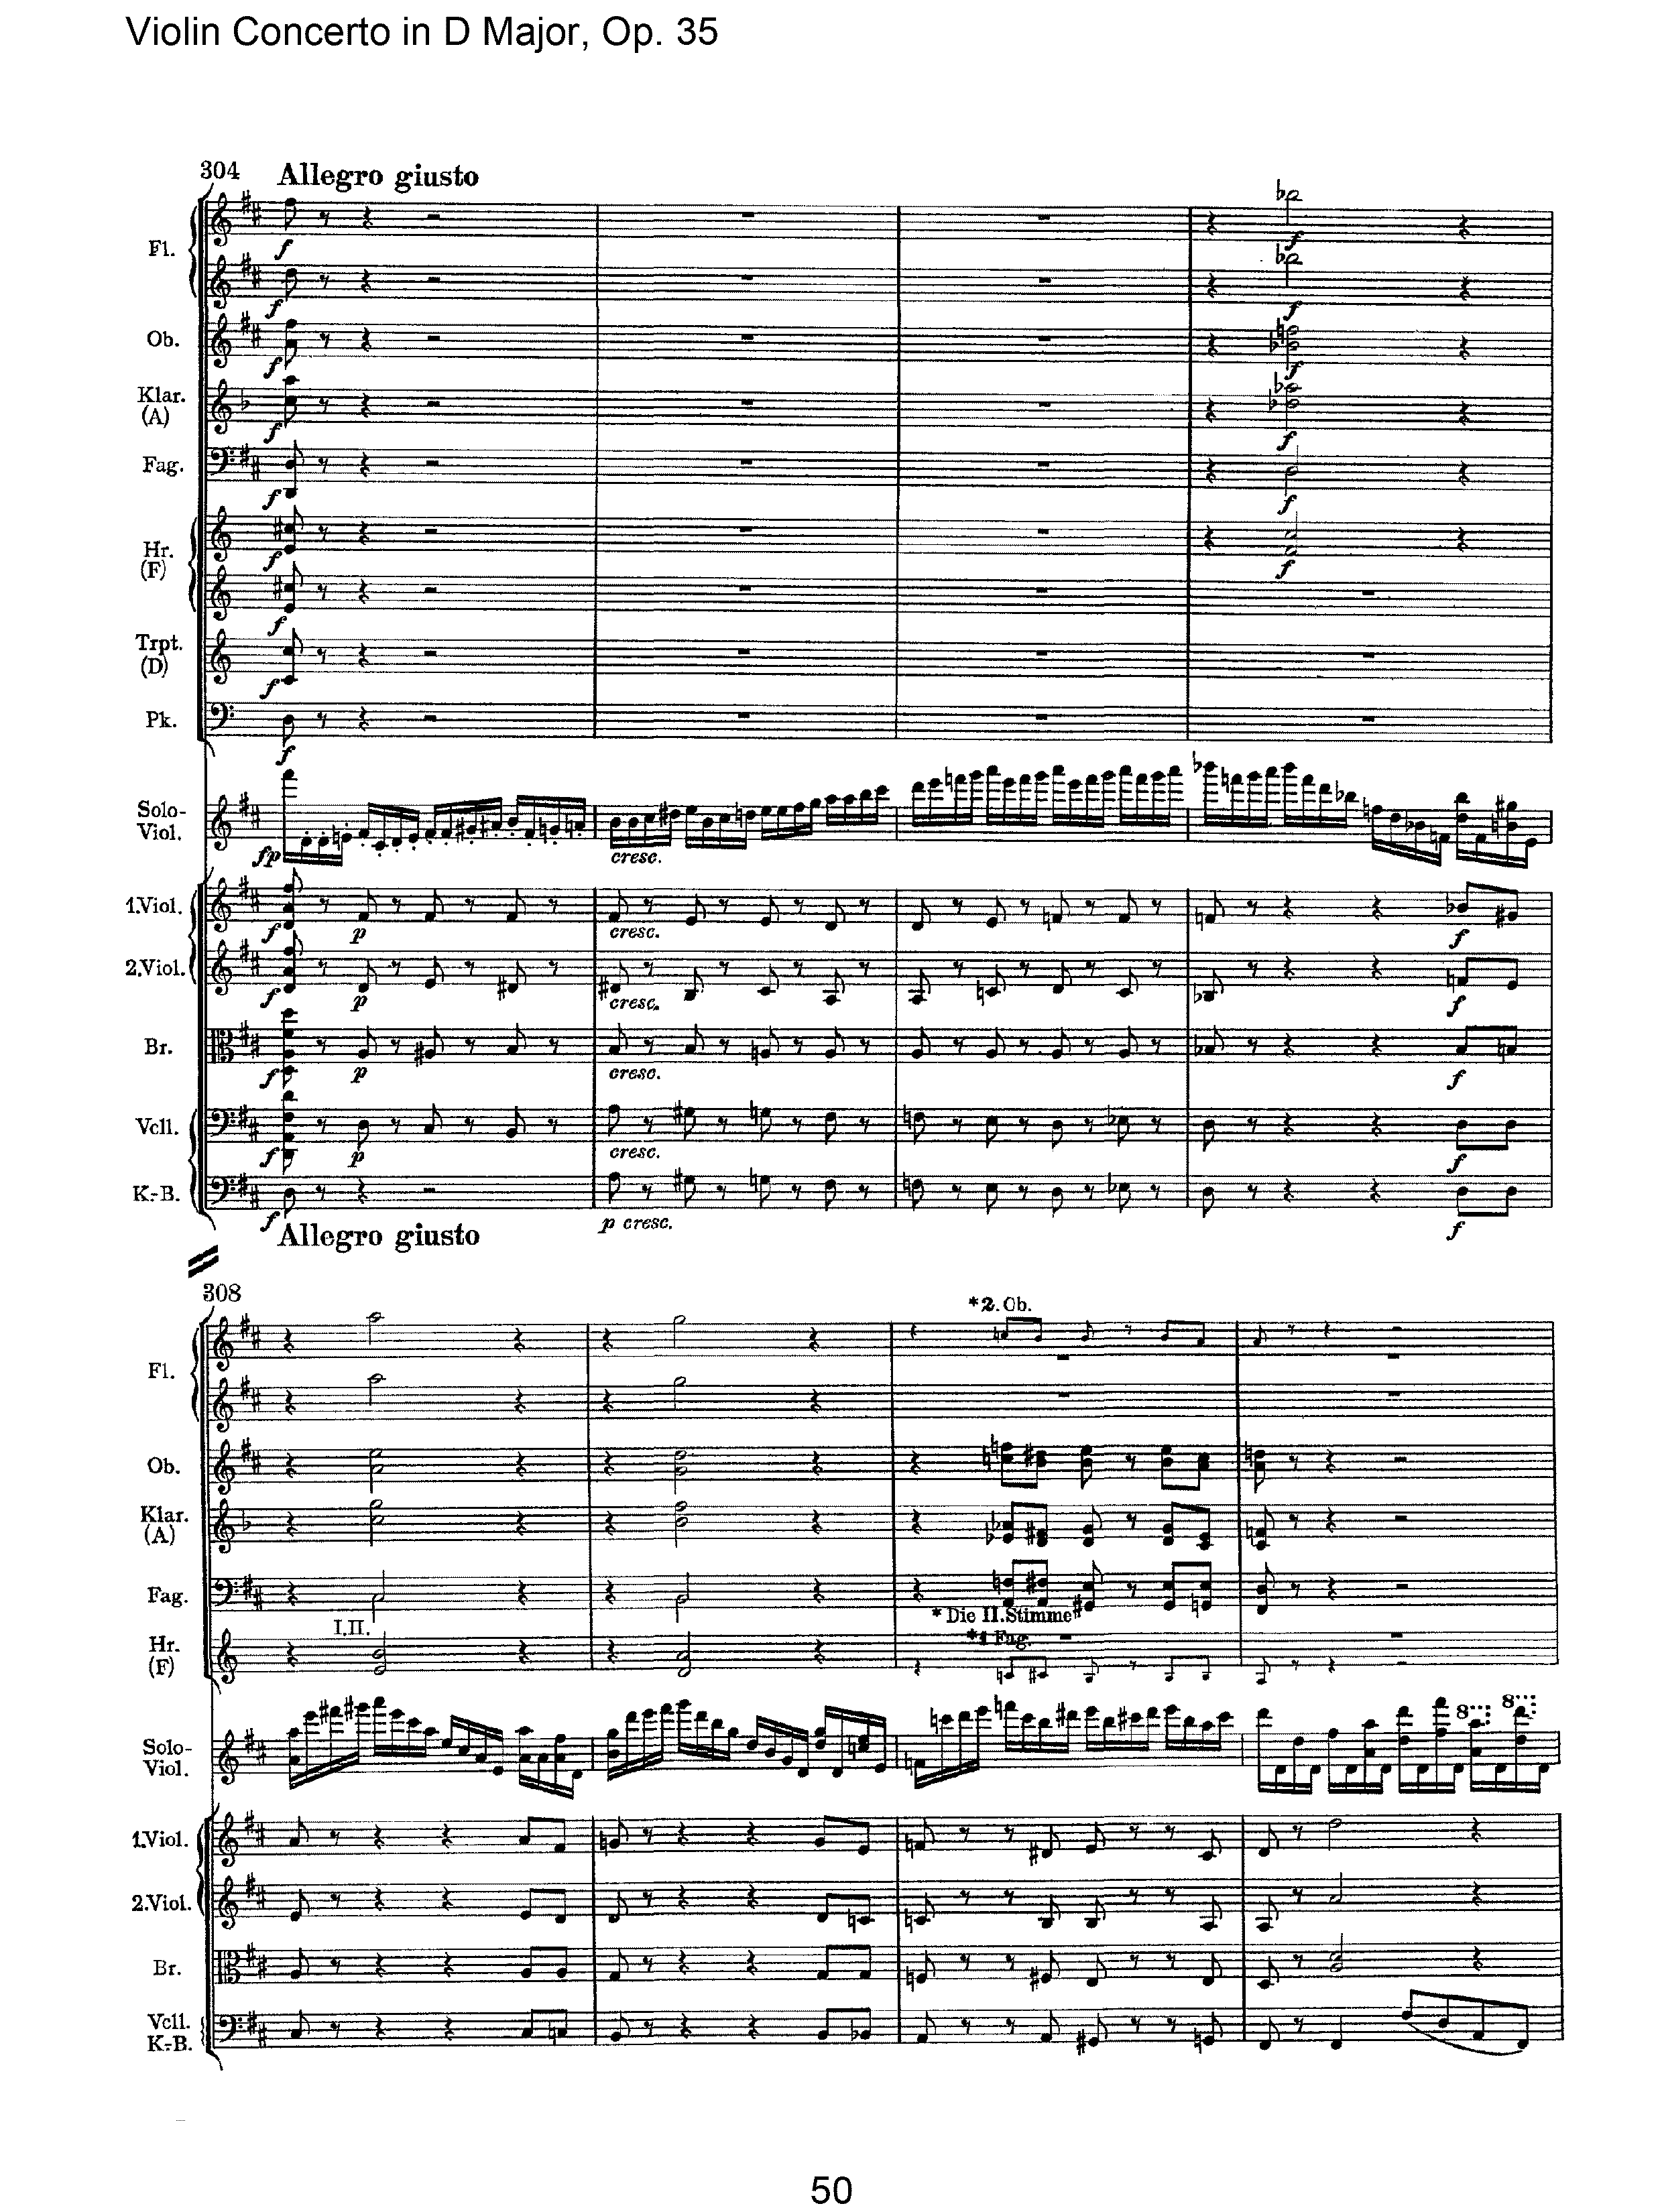 Violin Concerto in D Major, Op. 35
304 Allegro giusto
Fl.
f
f
Ob.
f
f
f
Klar.
(A)
f
f
Fag.
f
f
Hr.
(F)
f
f
f
Trpt.
(D)
f
Pk.
f
Solo-
Viol.
fp
cresc.
1.Viol.
f
p
cresc.
f
2.Viol.
f
p
cresc.
f
Br.
f
p
cresc.
f
Vcll.
f
p
cresc.
f
K.-B.
f
p cresc.
f
Allegro giusto
308
*2. Ob.
Fl.
Ob.
Klar.
(A)
Fag.
* Die II. Stimme
I.II.
*1 Fag.
Hr.
(F)
8
8
Solo-
Viol.
1.Viol.
2.Viol.
Br.
Vcll.
K.-B.
50